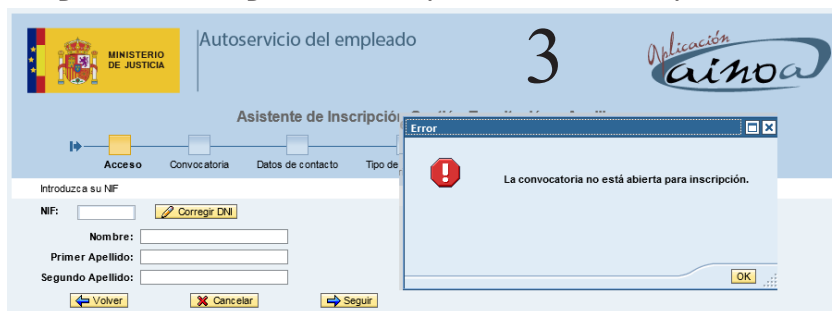 MINISTERIO
DE JUSTICIA
Autoservicio del empleado
3
Aplicación
ainoa
Asistente de Inscripción
Acceso
Convocatoria
Datos de contacto
Tipo de
Error
La convocatoria no está abierta para inscripción.
OK
Introduzca su NIF
NIF:
Corregir DNI
Nombre:
Primer Apellido:
Segundo Apellido:
Volver
Cancelar
Seguir